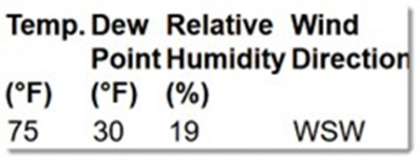 Temp. Dew Relative Wind
Point Humidity Direction
(°F) (°F) (%)
75 30 19 WSW